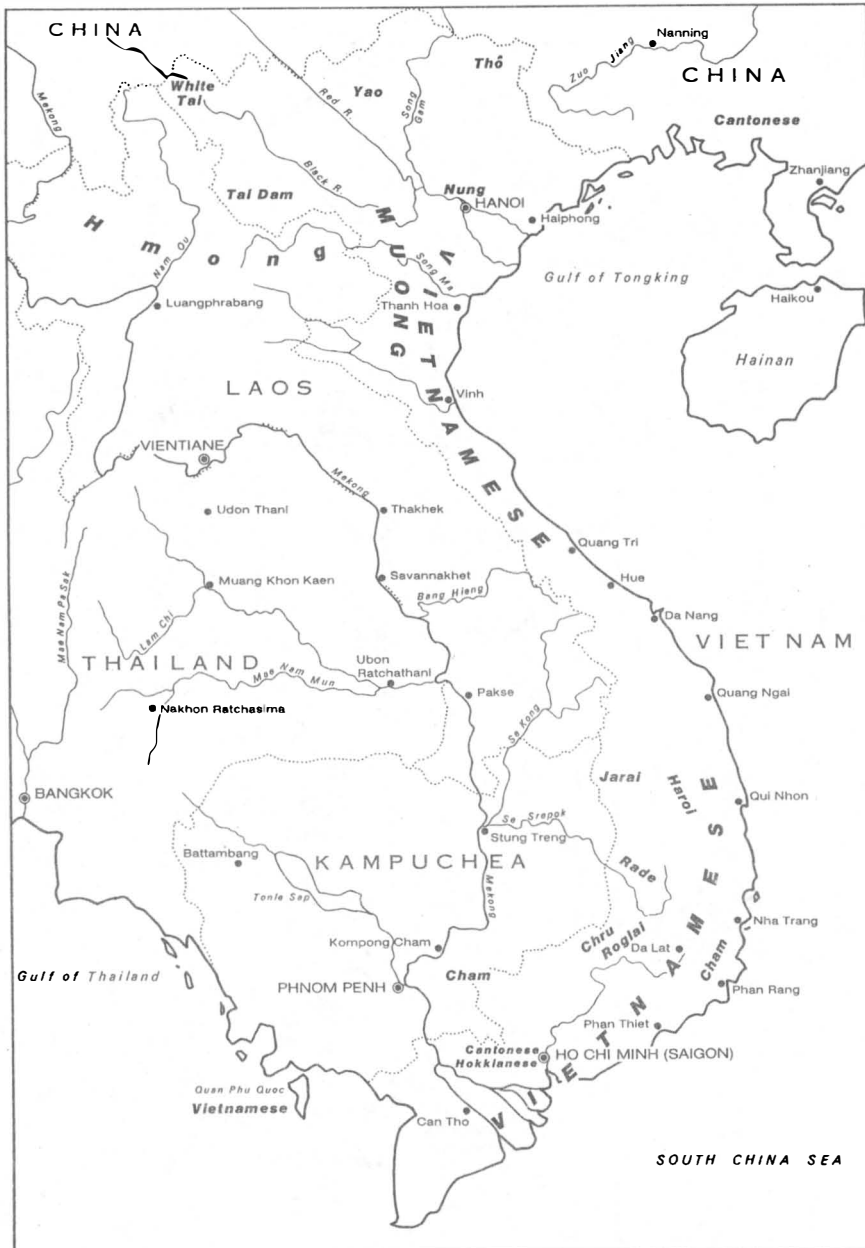 CHINA
Nanning
Zuo Jiang
CHINA
White
Tai
Thô
Yao
Mekong
Red R.
Song
Gam
Cantonese
Zhanjiang
Black R.
Tai Dam
Nung
HANOI
Haiphong
Hmong
MUONG
VIETNAMESE
Nam Ou
Song Ma
Gulf of Tongking
Luangphrabang
Thanh Hoa
Haikou
Hainan
LAOS
Vinh
VIENTIANE
Mekong
Udon Thani
Thakhek
Quang Tri
Muang Khon Kaen
Savannakhet
Hue
Bang Hieng
Da Nang
Mae Nam Pa Sak
Lam Chi
VIET NAM
THAILAND
Ubon
Ratchathani
Mae Nam Mun
Pakse
Quang Ngai
Nakhon Ratchasima
Se Kong
Jarai
Haroi
BANGKOK
Qui Nhon
Se Srepok
Stung Treng
Battambang
KAMPUCHEA
Rade
Tonle Sap
Mekong
VIETNAMESE
Nha Trang
Chru
Roglai
Kompong Cham
Da Lat
Cham
Gulf of Thailand
Cham
PHNOM PENH
Phan Rang
Phan Thiet
Cantonese
Hokkianese
HO CHI MINH (SAIGON)
Quan Phu Quoc
Vietnamese
Can Tho
SOUTH CHINA SEA